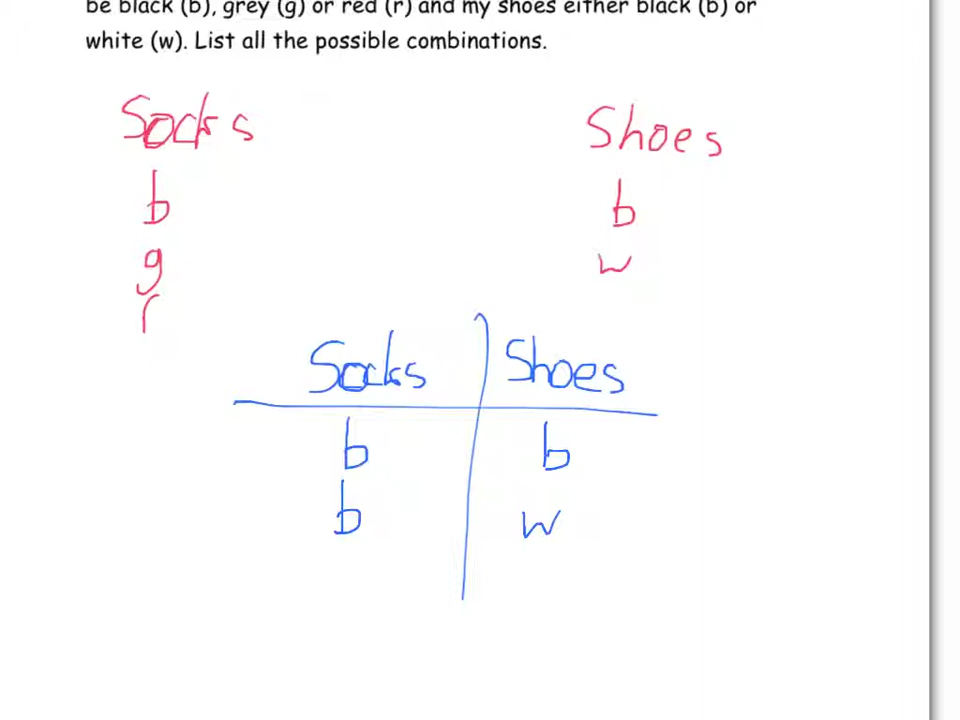 be black (b), grey (g) or red (r) and my shoes either black (b) or
white (w). List all the possible combinations.
Socks Shoes
b b
g w
r
Socks Shoes
b b
b w